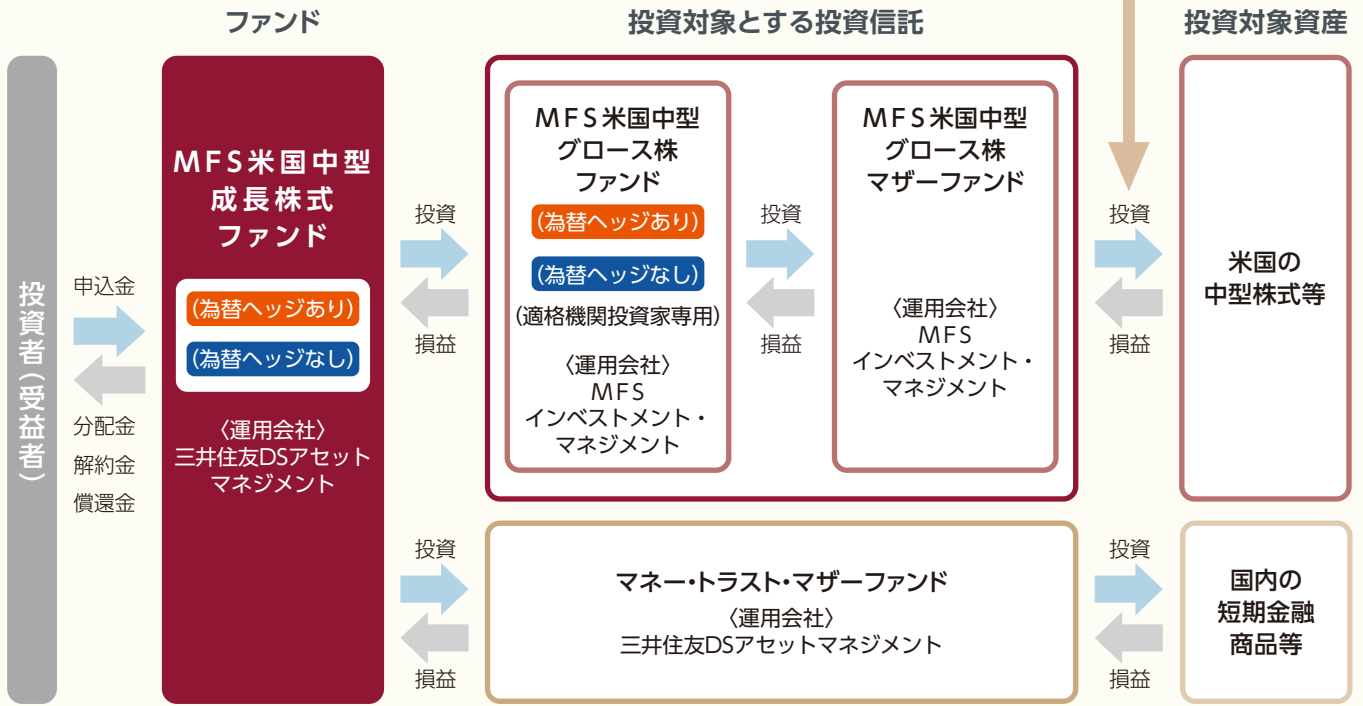 ファンド
投資対象とする投資信託
投資対象資産
投資者（受益者）
申込金
分配金
解約金
償還金
MFS米国中型
成長株式
ファンド
(為替ヘッジあり)
(為替ヘッジなし)
〈運用会社〉
三井住友DSアセット
マネジメント
投資
損益
MFS米国中型
グロース株
ファンド
(為替ヘッジあり)
(為替ヘッジなし)
(適格機関投資家専用)
〈運用会社〉
MFS
インベストメント・
マネジメント
投資
損益
MFS米国中型
グロース株
マザーファンド
〈運用会社〉
MFS
インベストメント・
マネジメント
投資
損益
米国の
中型株式等
投資
損益
マネー・トラスト・マザーファンド
〈運用会社〉
三井住友DSアセットマネジメント
投資
損益
国内の
短期金融
商品等